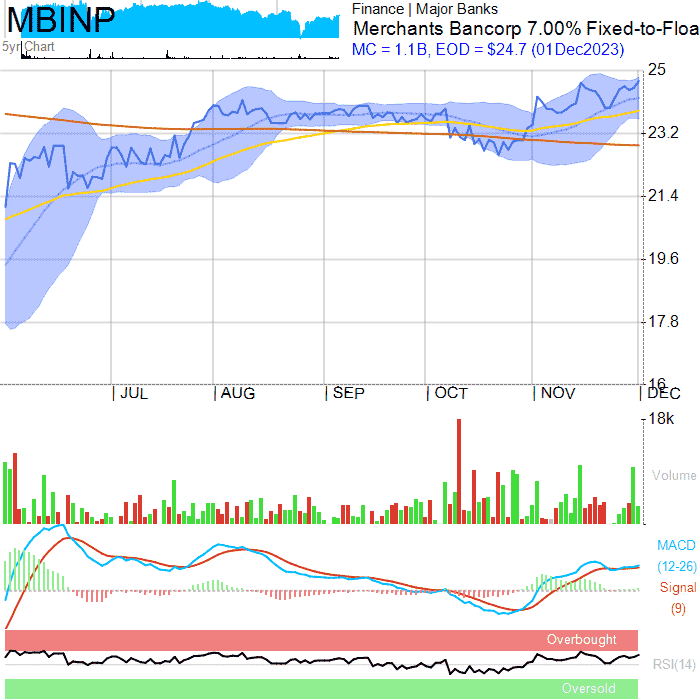 MBINP
5yr Chart
Finance | Major Banks
Merchants Bancorp 7.00% Fixed-to-Floa
MC = 1.1B, EOD = $24.7 (01Dec2023)
25
23.2
21.4
19.6
17.8
16
JUL AUG SEP OCT NOV DEC
18k
Volume
MACD
(12-26)
Signal
(9)
Overbought
RSI(14)
Oversold